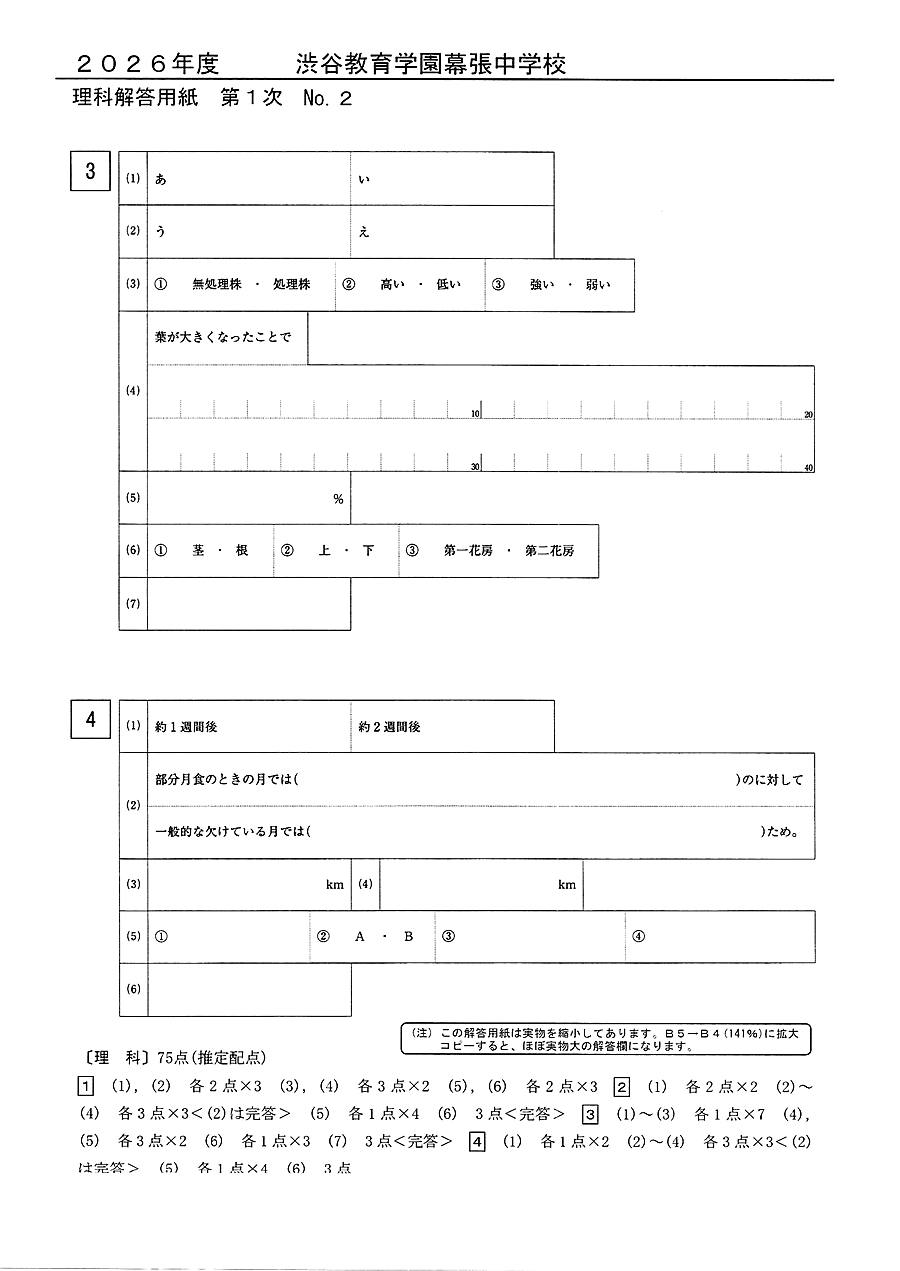 ２０２６年度　渋谷教育学園幕張中学校
理科解答用紙　第１次　No.２
3
(1) あ　い
(2) う　え
(3) ①　無処理株 ・ 処理株　②　高い ・ 低い　③　強い ・ 弱い
葉が大きくなったことで
(4)
10　20
30　40
(5) %
(6) ①　茎 ・ 根　②　上 ・ 下　③　第一花房 ・ 第二花房
(7)
4
(1) 約１週間後　約２週間後
部分月食のときの月では(　)のに対して
(2)
一般的な欠けている月では(　)ため。
(3) km　(4) km
(5) ①　②　A ・ B　③　④
(6)
(注) この解答用紙は実物を縮小してあります。Ｂ５→Ｂ４(141%)に拡大
コピーすると、ほぼ実物大の解答欄になります。
〔理　科〕75点(推定配点)
1　(1)，(2)　各２点×３　(3)，(4)　各３点×２　(5)，(6)　各２点×３　2　(1)　各２点×２　(2)～
(4)　各３点×３＜(2)は完答＞　(5)　各１点×４　(6)　３点＜完答＞　3　(1)～(3)　各１点×７　(4)，
(5)　各３点×２　(6)　各１点×３　(7)　３点＜完答＞　4　(1)　各１点×２　(2)～(4)　各３点×３＜(2)
は完答＞　(5)　各１点×４　(6)　３点